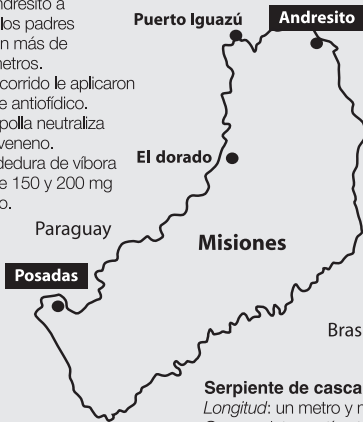 ndresito a
los padres
n más de
netros.
corrido le aplicaron
e antiofídico.
polla neutraliza
veneno.
dedura de víbora
e 150 y 200 mg
o.
Puerto Iguazú
Andresito
El dorado
Paraguay
Misiones
Posadas
Bras
Serpiente de casca
Longitud: un metro y m